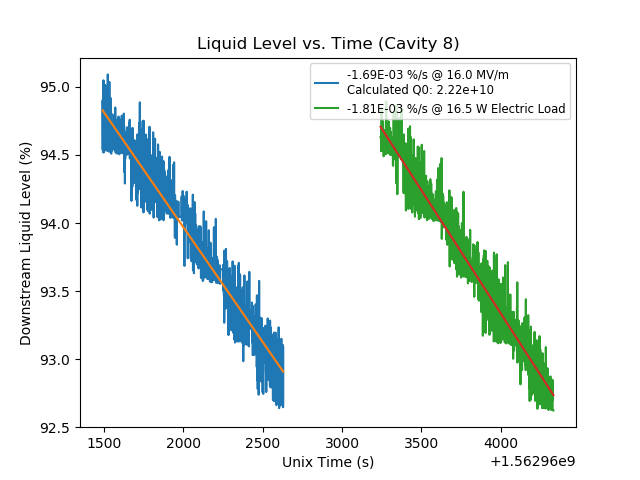 Liquid Level vs. Time (Cavity 8)
-1.69E-03 %/s @ 16.0 MV/m
Calculated Q0: 2.22e+10
-1.81E-03 %/s @ 16.5 W Electric Load
Downstream Liquid Level (%)
95.0
94.5
94.0
93.5
93.0
92.5
1500 2000 2500 3000 3500 4000
Unix Time (s)
+1.56296e9